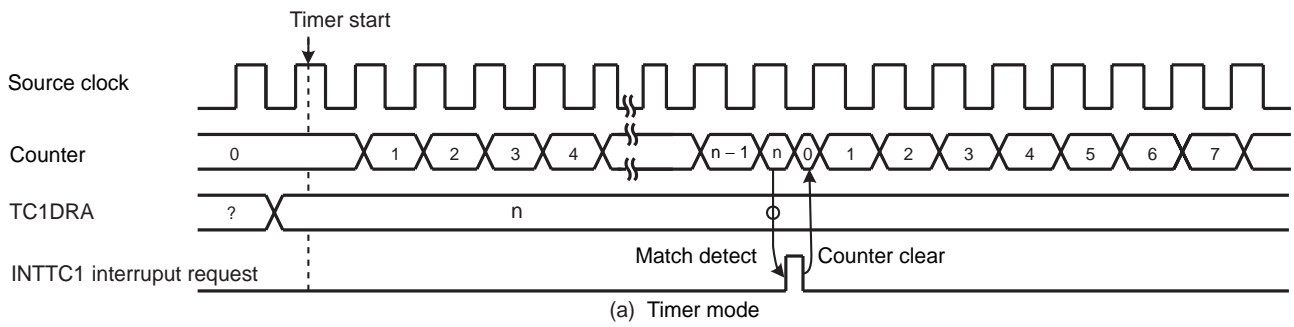 Timer start
Source clock
Counter 0 1 2 3 4 n – 1 n 0 1 2 3 4 5 6 7
TC1DRA ? n
Match detect Counter clear
INTTC1 interruput request
(a) Timer mode